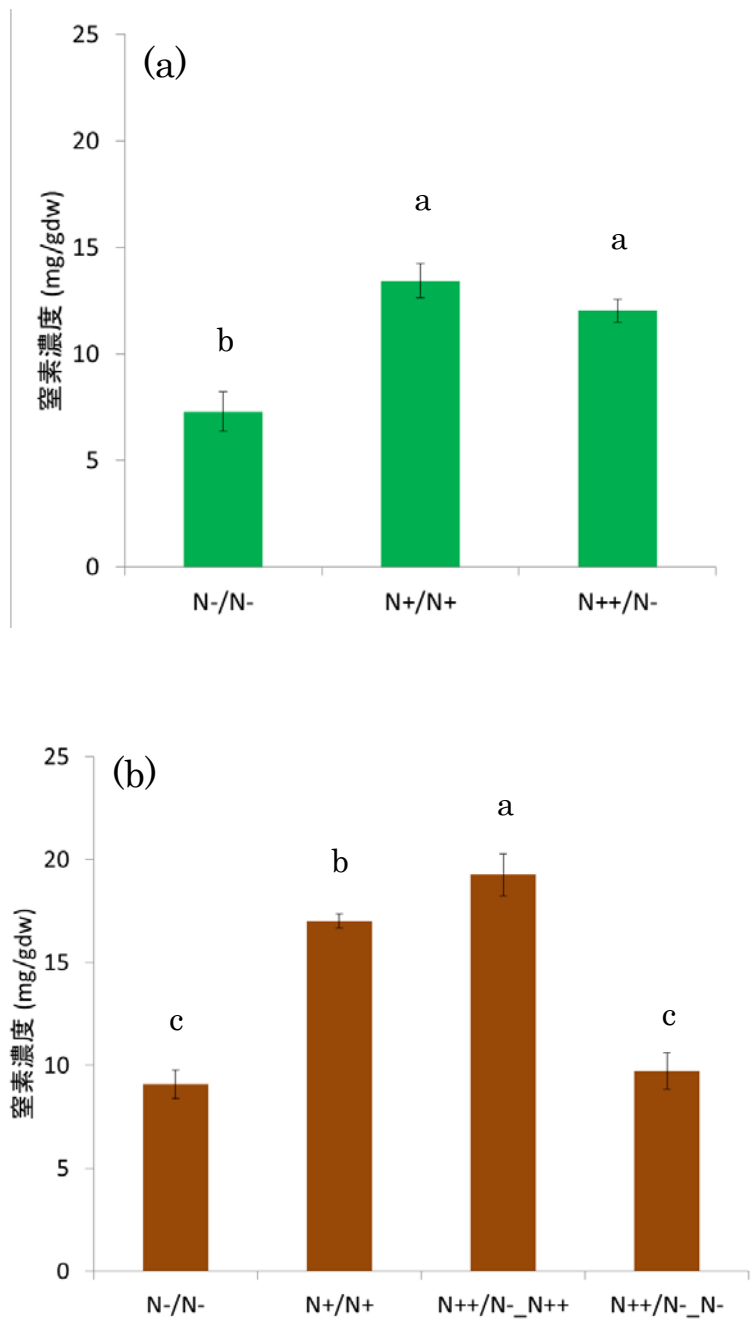 (a)
25
20
15
10
5
0
窒素濃度 (mg/gdw)
b
a
a
N-/N-
N+/N+
N++/N-
(b)
25
20
15
10
5
0
窒素濃度 (mg/gdw)
c
b
a
c
N-/N-
N+/N+
N++/N-_N++
N++/N-_N-